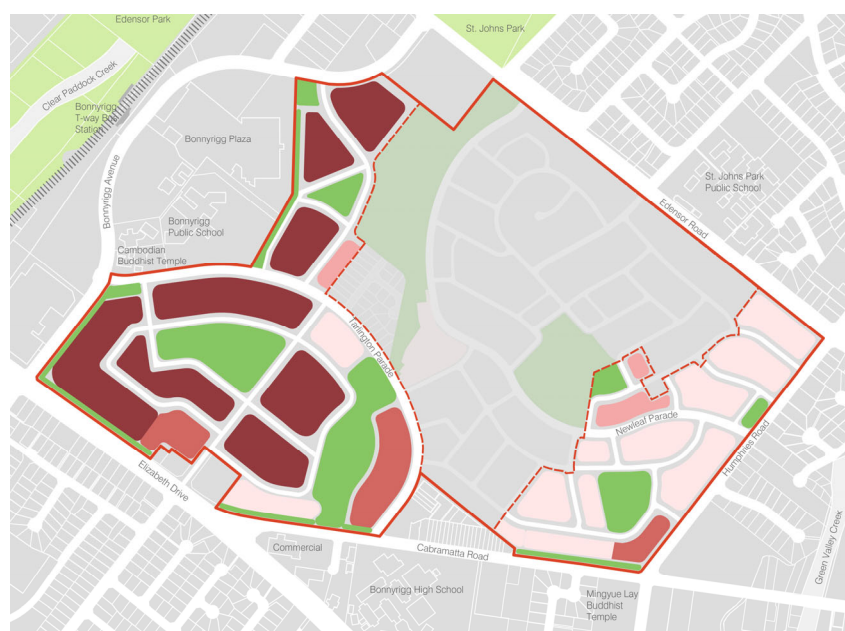 Edensor Park
St. Johns Park
Clear Paddock Creek
Bonnyrigg
T-way Bus
Station
Bonnyrigg Plaza
Bonnyrigg Avenue
St. Johns Park
Public School
Edensor Road
Bonnyrigg
Public School
Cambodian
Buddhist Temple
Tarlington Parade
Newleaf Parade
Humphries Road
Elizabeth Drive
Commercial
Cabramatta Road
Green Valley Creek
Bonnyrigg High School
Mingyue Lay
Buddhist
Temple